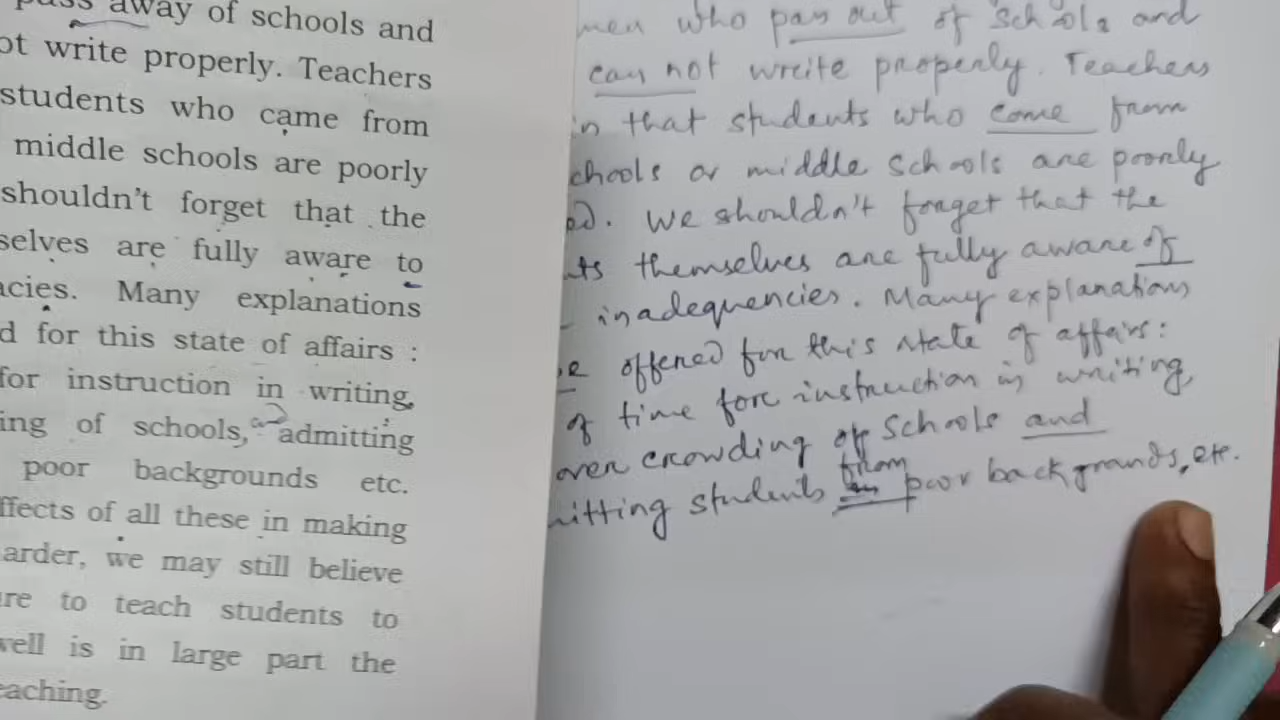 pass away of schools and
ot write properly. Teachers
students who came from
middle schools are poorly
shouldn't forget that the
selves are fully aware to
acies. Many explanations
d for this state of affairs :
for instruction in writing,
ing of schools, and admitting
poor backgrounds etc.
ffects of all these in making
arder, we may still believe
re to teach students to
well is in large part the
eaching.
men who pass out of schools and
can not write properly. Teachers
in that students who come from
chools or middle schools are poorly
ed. We shouldn't forget that the
ts themselves are fully aware of
inadequencies. Many explanations
e offered for this state of affairs:
of time for instruction in writing,
over crowding of schools and
mitting students from poor backgrounds, etc.